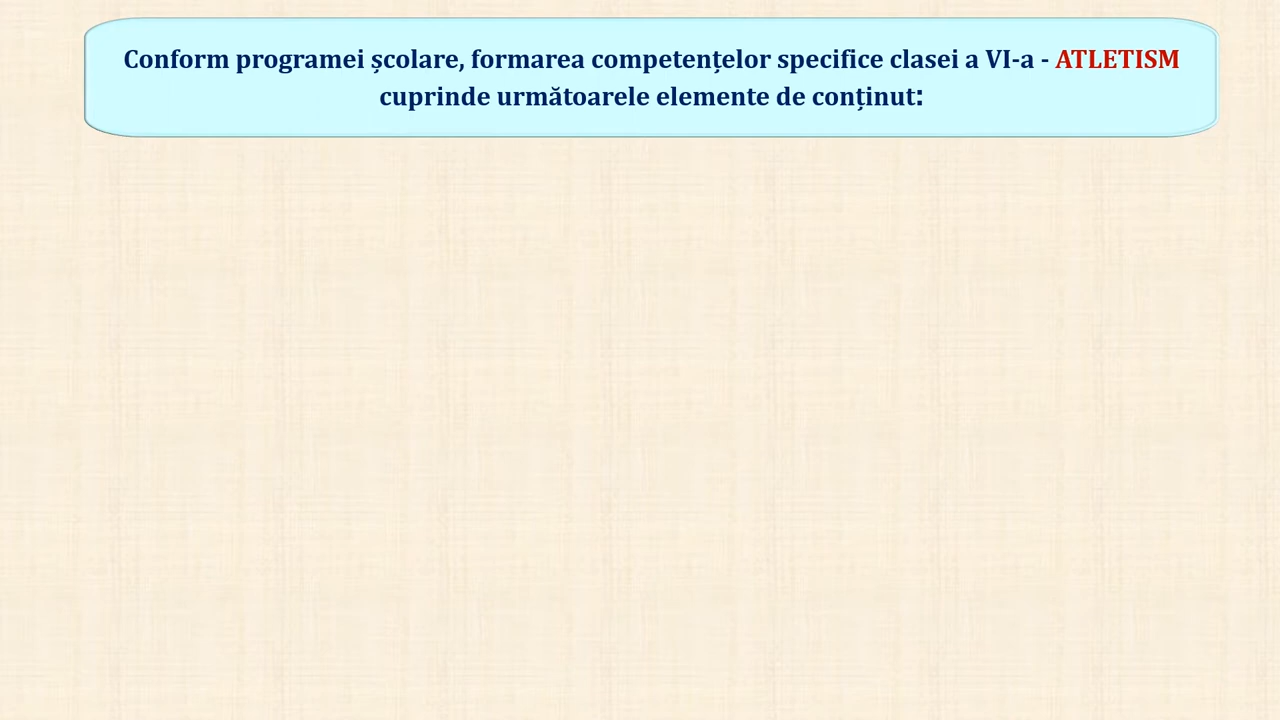 Conform programei școlare, formarea competențelor specifice clasei a VI-a - ATLETISM
cuprinde următoarele elemente de conținut: